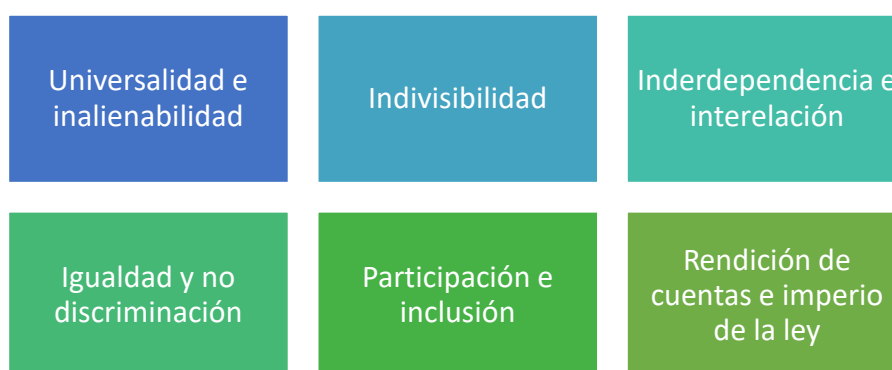 Universalidad e
inalienabilidad
Indivisibilidad
Inderdependencia e
interelación
Igualdad y no
discriminación
Participación e
inclusión
Rendición de
cuentas e imperio
de la ley